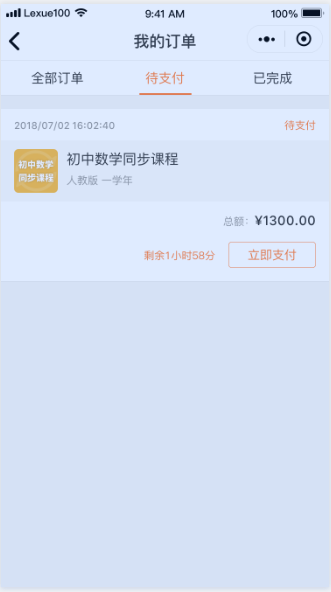 Lexue100 9:41 AM 100%
我的订单
全部订单 待支付 已完成
2018/07/02 16:02:40 待支付
初中数学
同步课程
初中数学同步课程
人教版 一学年
总额：¥1300.00
剩余1小时58分 立即支付